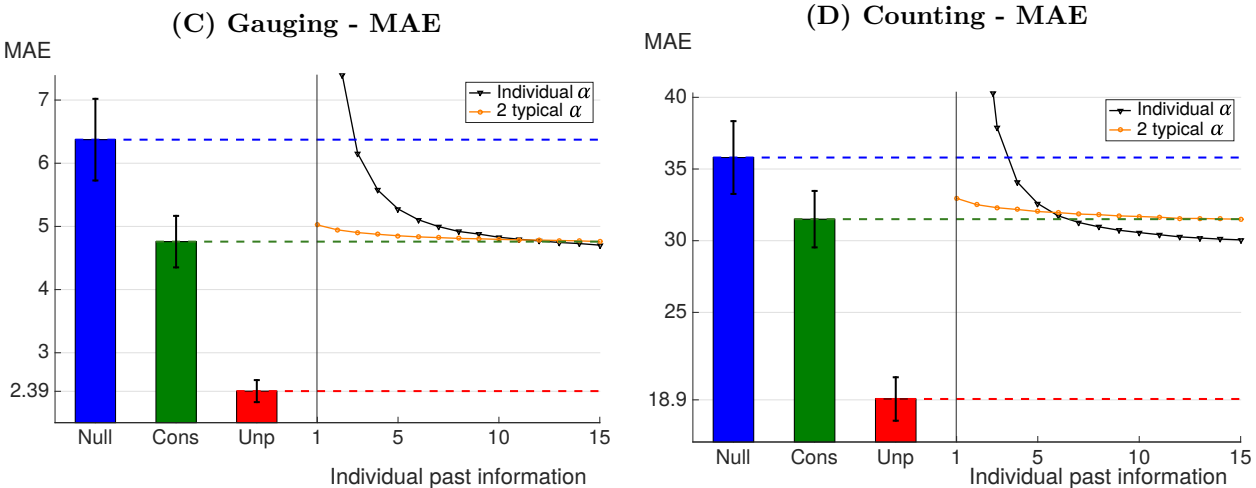 (C) Gauging - MAE
MAE
7
6
5
4
3
2.39
Individual α
2 typical α
Null Cons Unp 1 5 10 15
Individual past information
(D) Counting - MAE
MAE
40
35
30
25
18.9
Individual α
2 typical α
Null Cons Unp 1 5 10 15
Individual past information